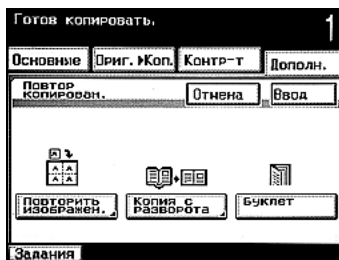 Готов копировать.
1
Основные Ориг.▶Коп. Контр-т Дополн.
Повтор
копирован.
Отмена Ввод
Повторить
изображен.
Копия с
разворота
Буклет
Задания